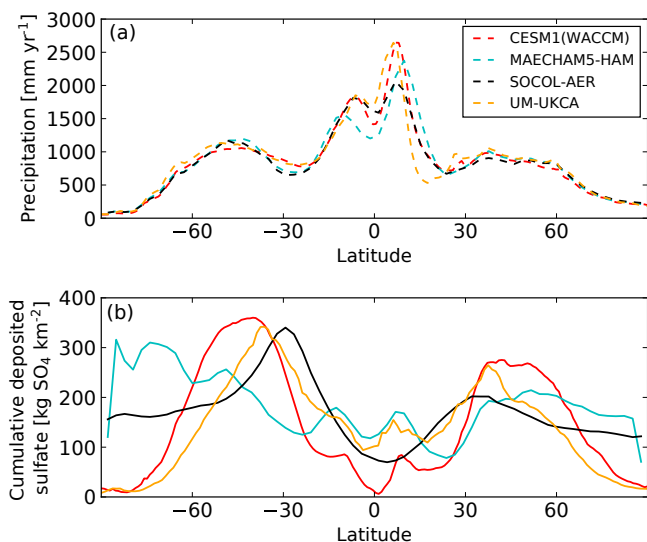 (a)
Precipitation [mm yr⁻¹]
3000
2500
2000
1500
1000
500
0
CESM1(WACCM)
MAECHAM5-HAM
SOCOL-AER
UM-UKCA
−60 −30 0 30 60
Latitude
(b)
Cumulative deposited
sulfate [kg SO₄ km⁻²]
400
300
200
100
0
−60 −30 0 30 60
Latitude